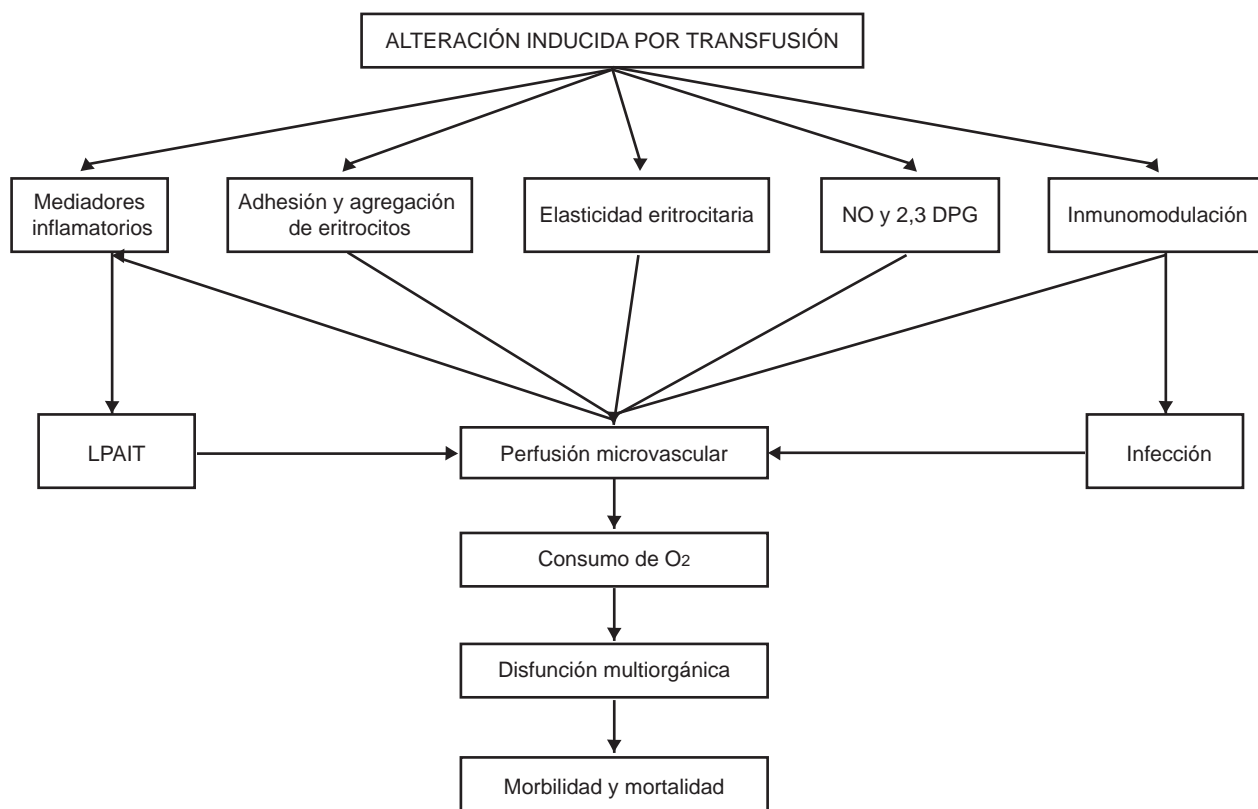 ALTERACIÓN INDUCIDA POR TRANSFUSIÓN
Mediadores
inflamatorios
Adhesión y agregación
de eritrocitos
Elasticidad eritrocitaria
NO y 2,3 DPG
Inmunomodulación
LPAIT
Perfusión microvascular
Infección
Consumo de O2
Disfunción multiorgánica
Morbilidad y mortalidad